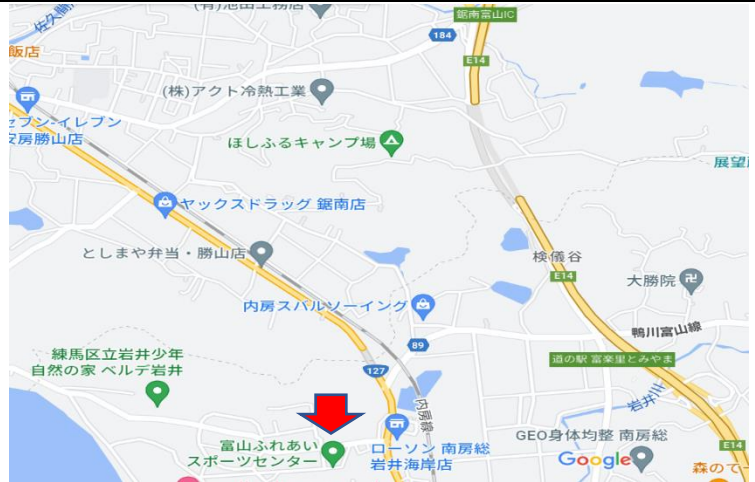 (有)池田工務店
鋸南富山IC
佐久間
184
飯店
E14
(株)アクト冷熱工業
セブン-イレブン
安房勝山店
ほしふるキャンプ場
展望
ヤックスドラッグ 鋸南店
としまや弁当・勝山店
検儀谷
E14
大勝院
内房スバルソーイング
鴨川富山線
89
練馬区立岩井少年
自然の家 ベルデ岩井
道の駅 富楽里とみやま
127
岩井川
内房線
富山ふれあい
スポーツセンター
ローソン 南房総
岩井海岸店
GEO身体均整 南房総
E14
Google
森のて